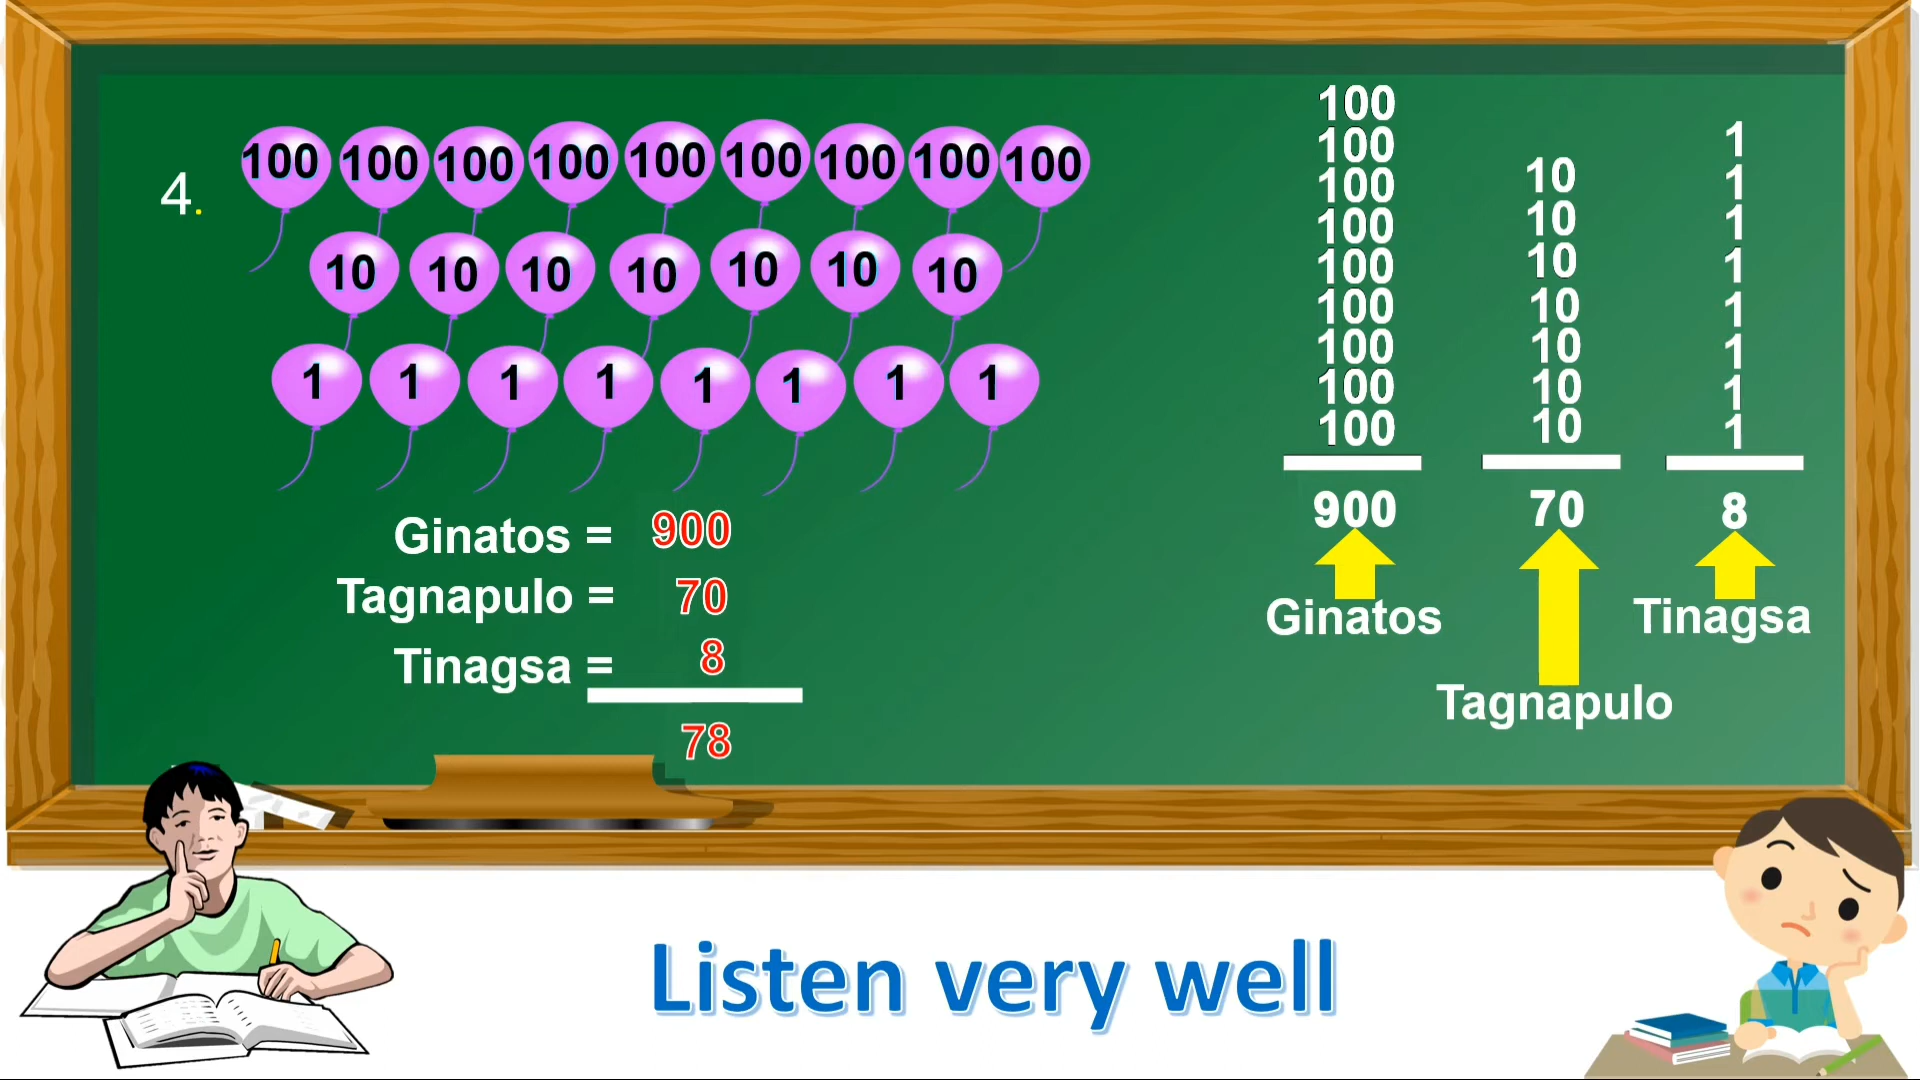 4.
100 100 100 100 100 100 100 100 100
10 10 10 10 10 10 10
1 1 1 1 1 1 1 1
Ginatos = 900
Tagnapulo = 70
Tinagsa = 8
78
100
100
100
100
100
100
100
100
100
900
Ginatos
10
10
10
10
10
10
10
70
Tagnapulo
1
1
1
1
1
1
1
1
8
Tinagsa
Listen very well